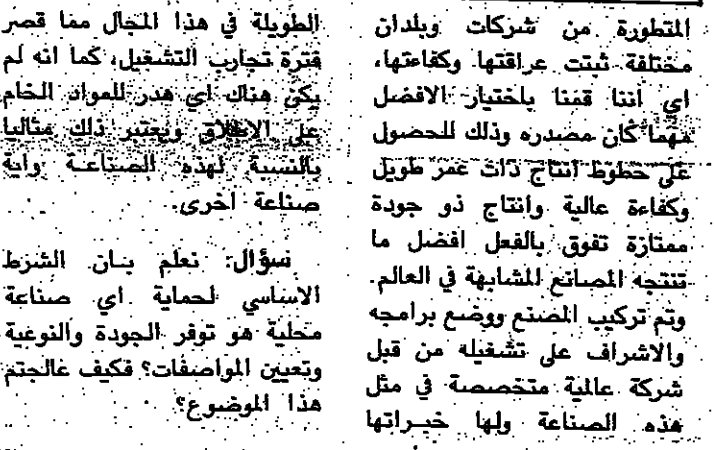 المتطورة من شركات وبلدان
مختلفة ثبتت عراقتها وكفاءتها،
اي اننا قمنا باختيار الافضل
مهما كان مصدره وذلك للحصول
على خطوط انتاج ذات عمر طويل
وكفاءة عالية وانتاج ذو جودة
ممتازة تفوق بالفعل افضل ما
تنتجه المصانع المشابهة في العالم.
وتم تركيب المصنع ووضع برامجه
والاشراف على تشغيله من قبل
شركة عالمية متخصصة في مثل
هذه الصناعة ولها خبراتها
الطويلة في هذا المجال مما قصر
فترة تجارب التشغيل، كما انه لم
يكن هناك اي هدر للمواد الخام
على الاطلاق ويعتبر ذلك مثاليا
بالنسبة لهذه الصناعة واية
صناعة اخرى.
سؤال: نعلم بان الشرط
الاساسي لحماية اي صناعة
محلية هو توفر الجودة والنوعية
وتعيين المواصفات؟ فكيف عالجتم
هذا الموضوع؟